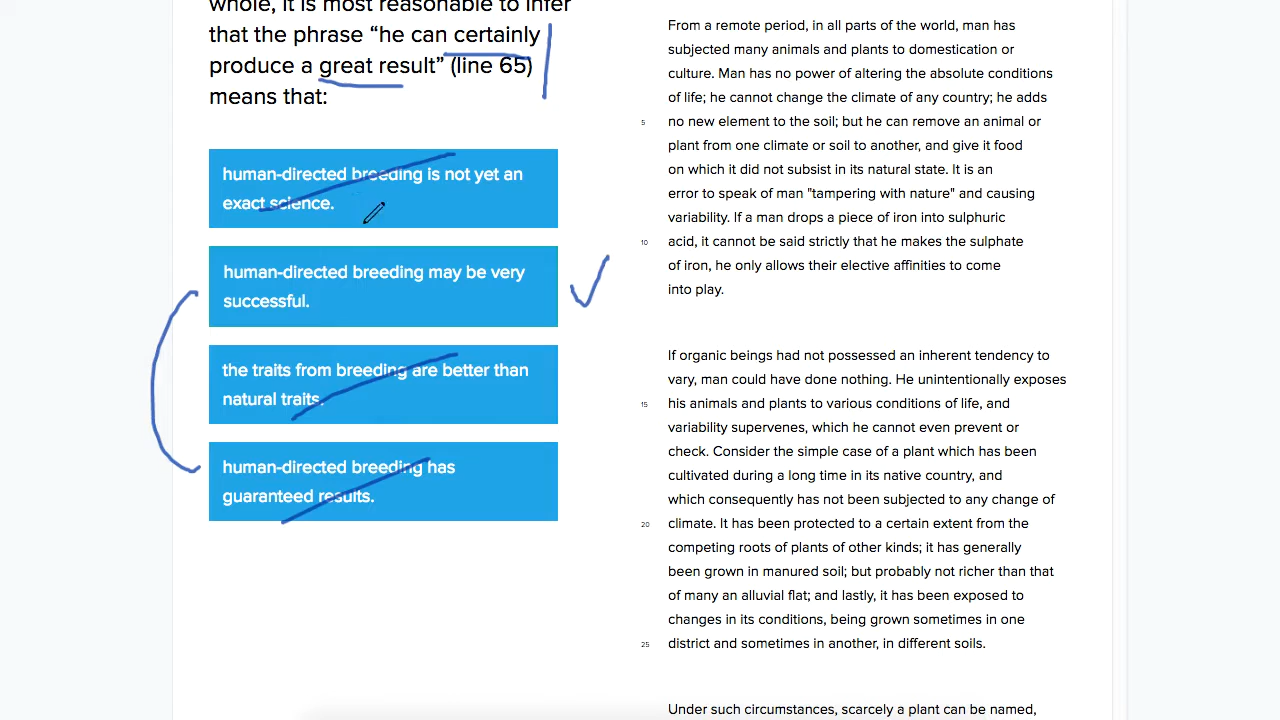 whole, it is most reasonable to infer
that the phrase “he can certainly
produce a great result” (line 65)
means that:
human-directed breeding is not yet an
exact science.
human-directed breeding may be very
successful.
the traits from breeding are better than
natural traits.
human-directed breeding has
guaranteed results.
From a remote period, in all parts of the world, man has
subjected many animals and plants to domestication or
culture. Man has no power of altering the absolute conditions
of life; he cannot change the climate of any country; he adds
5 no new element to the soil; but he can remove an animal or
plant from one climate or soil to another, and give it food
on which it did not subsist in its natural state. It is an
error to speak of man "tampering with nature" and causing
variability. If a man drops a piece of iron into sulphuric
10 acid, it cannot be said strictly that he makes the sulphate
of iron, he only allows their elective affinities to come
into play.
If organic beings had not possessed an inherent tendency to
vary, man could have done nothing. He unintentionally exposes
15 his animals and plants to various conditions of life, and
variability supervenes, which he cannot even prevent or
check. Consider the simple case of a plant which has been
cultivated during a long time in its native country, and
which consequently has not been subjected to any change of
20 climate. It has been protected to a certain extent from the
competing roots of plants of other kinds; it has generally
been grown in manured soil; but probably not richer than that
of many an alluvial flat; and lastly, it has been exposed to
changes in its conditions, being grown sometimes in one
25 district and sometimes in another, in different soils.
Under such circumstances, scarcely a plant can be named,